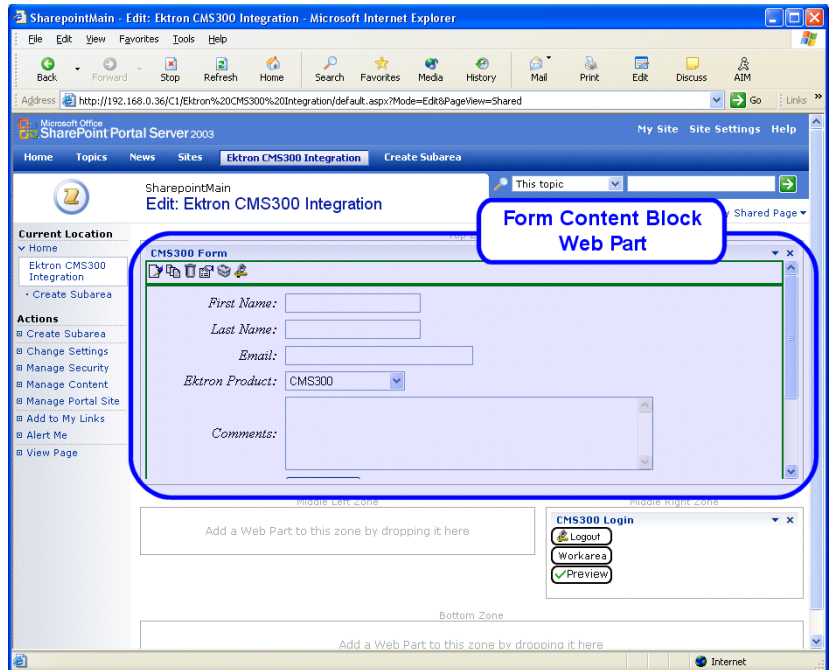 SharepointMain - Edit: Ektron CMS300 Integration - Microsoft Internet Explorer
File Edit View Favorites Tools Help
Back Forward Stop Refresh Home Search Favorites Media History Mail Print Edit Discuss AIM
Address http://192.168.0.36/C1/Ektron%20CMS300%20Integration/default.aspx?Mode=Edit&PageView=Shared Go Links »
Microsoft Office
SharePoint Portal Server 2003
My Site Site Settings Help
Home Topics News Sites Ektron CMS300 Integration Create Subarea
SharepointMain
Edit: Ektron CMS300 Integration
This topic
Shared Page
Form Content Block
Web Part
Current Location
Home
Ektron CMS300
Integration
Create Subarea
Actions
Create Subarea
Change Settings
Manage Security
Manage Content
Manage Portal Site
Add to My Links
Alert Me
View Page
CMS300 Form
First Name:
Last Name:
Email:
Ektron Product: CMS300
Comments:
Middle Left Zone
Middle Right Zone
Add a Web Part to this zone by dropping it here
CMS300 Login
Logout
Workarea
Preview
Bottom Zone
Add a Web Part to this zone by dropping it here
Internet